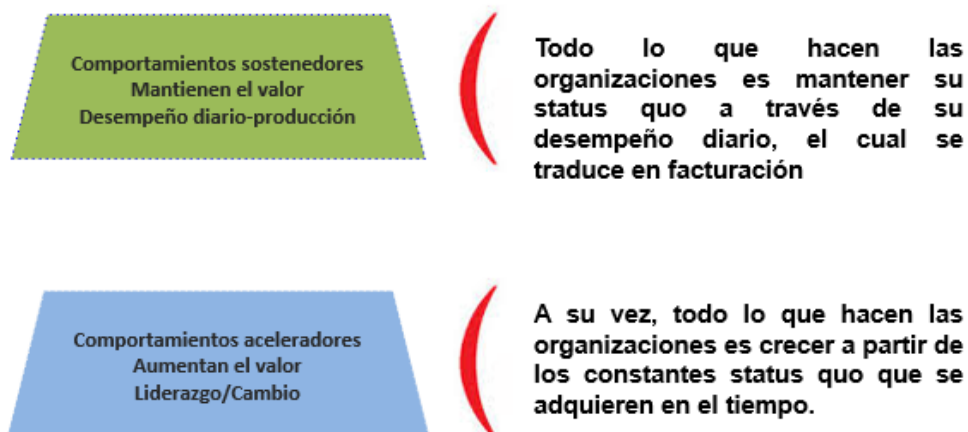 Comportamientos sostenedores
Mantienen el valor
Desempeño diario-producción
Todo lo que hacen las
organizaciones es mantener su
status quo a través de su
desempeño diario, el cual se
traduce en facturación
Comportamientos aceleradores
Aumentan el valor
Liderazgo/Cambio
A su vez, todo lo que hacen las
organizaciones es crecer a partir de
los constantes status quo que se
adquieren en el tiempo.